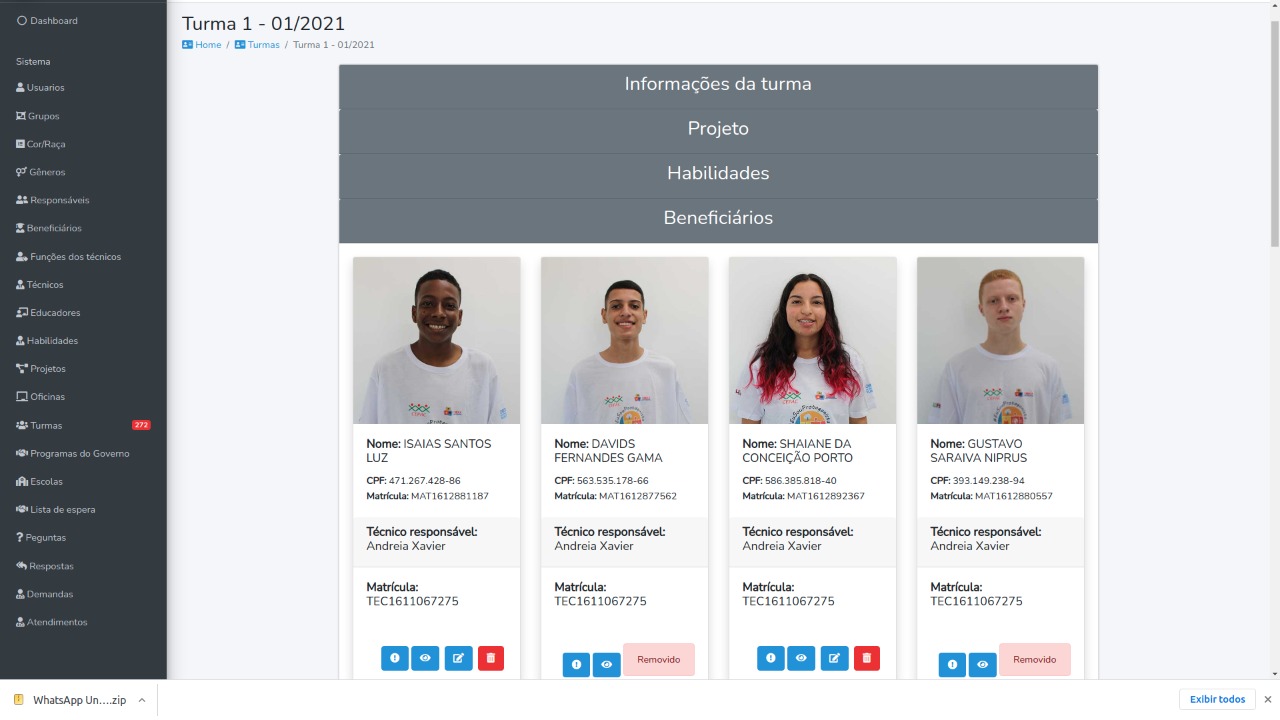 Dashboard
Turma 1 - 01/2021
Home / Turmas / Turma 1 - 01/2021
Sistema
Usuarios
Grupos
Cor/Raça
Gêneros
Responsáveis
Beneficiários
Funções dos técnicos
Técnicos
Educadores
Habilidades
Projetos
Oficinas
Turmas 272
Programas do Governo
Escolas
Lista de espera
Peguntas
Respostas
Demandas
Atendimentos
Informações da turma
Projeto
Habilidades
Beneficiários
Nome: ISAIAS SANTOS
LUZ
CPF: 471.267.428-86
Matrícula: MAT1612881187
Técnico responsável:
Andreia Xavier
Matrícula:
TEC1611067275
Nome: DAVIDS
FERNANDES GAMA
CPF: 563.535.178-66
Matrícula: MAT1612877562
Técnico responsável:
Andreia Xavier
Matrícula:
TEC1611067275
Removido
Nome: SHAIANE DA
CONCEIÇÃO PORTO
CPF: 586.385.818-40
Matrícula: MAT1612892367
Técnico responsável:
Andreia Xavier
Matrícula:
TEC1611067275
Nome: GUSTAVO
SARAIVA NIPRUS
CPF: 393.149.238-94
Matrícula: MAT1612880557
Técnico responsável:
Andreia Xavier
Matrícula:
TEC1611067275
Removido
WhatsApp Un....zip
Exibir todos